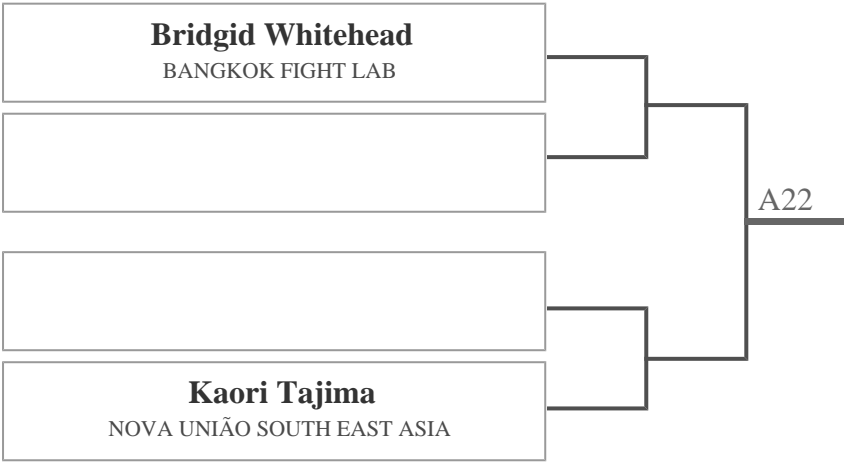 Bridgid Whitehead
BANGKOK FIGHT LAB
A22
Kaori Tajima
NOVA UNIÃO SOUTH EAST ASIA